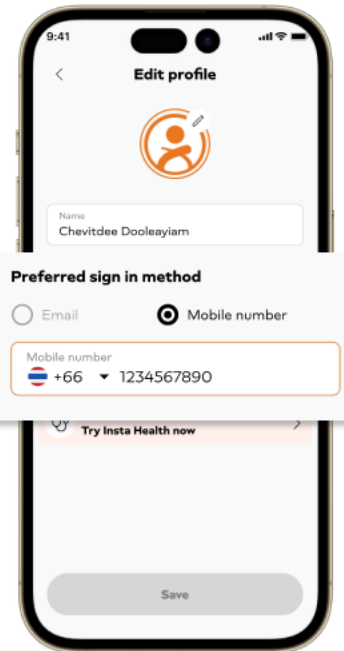 9:41
Edit profile
Name
Chevitdee Dooleayiam
Preferred sign in method
Email
Mobile number
Mobile number
+66 1234567890
Try Insta Health now
Save